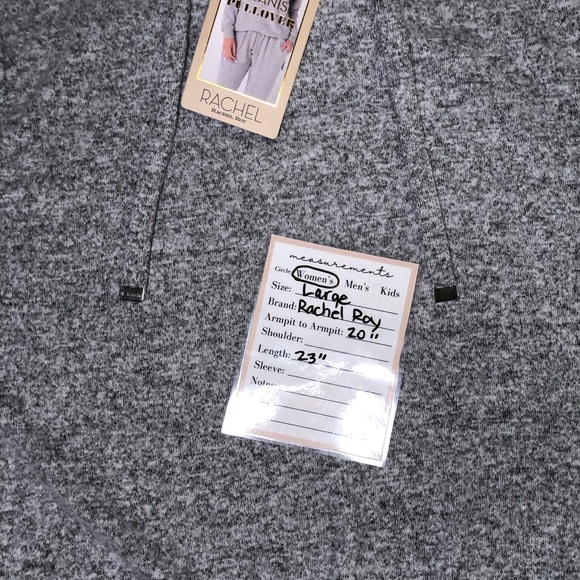 PULLOVER
RACHEL
RACHEL ROY
measurements
Circle: Women's Men's Kids
Size: Large
Brand: Rachel Roy
Armpit to Armpit: 20"
Shoulder:
Length: 23"
Sleeve:
Notes